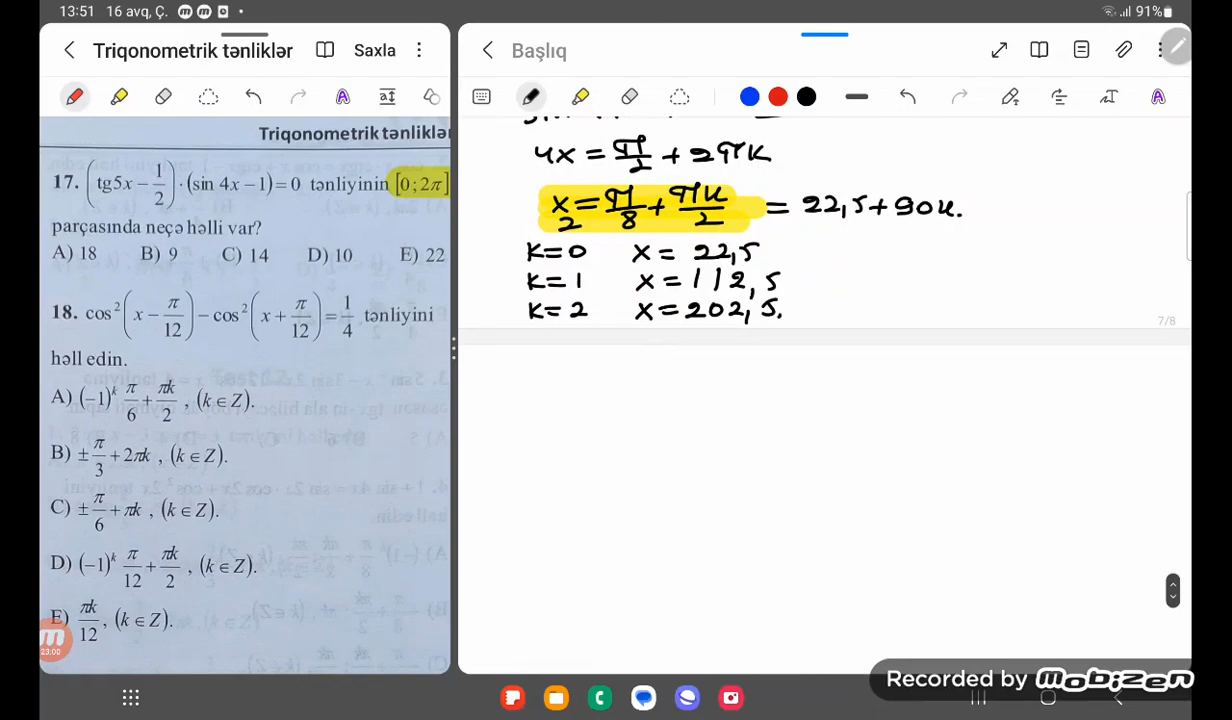 13:51 16 avq, Ç. 91%
Triqonometrik tənliklər Saxla
Triqonometrik tənliklər
17. (tg5x − 1/2) · (sin 4x − 1) = 0 tənliyinin [0; 2π]
parçasında neçə həlli var?
A) 18 B) 9 C) 14 D) 10 E) 22
18. cos²(x − π/12) − cos²(x + π/12) = 1/4 tənliyini
həll edin.
A) (−1)ᵏ π/6 + πk/2 , (k ∈ Z).
B) ± π/3 + 2πk , (k ∈ Z).
C) ± π/6 + πk , (k ∈ Z).
D) (−1)ᵏ π/12 + πk/2 , (k ∈ Z).
E) πk/12 , (k ∈ Z).
23:00
Başlıq
4x = π/2 + 2πk
x₂ = π/8 + πk/2 = 22,5 + 90k.
k=0 x = 22,5
k=1 x = 112,5
k=2 x = 202,5.
7/8
Recorded by mobizen